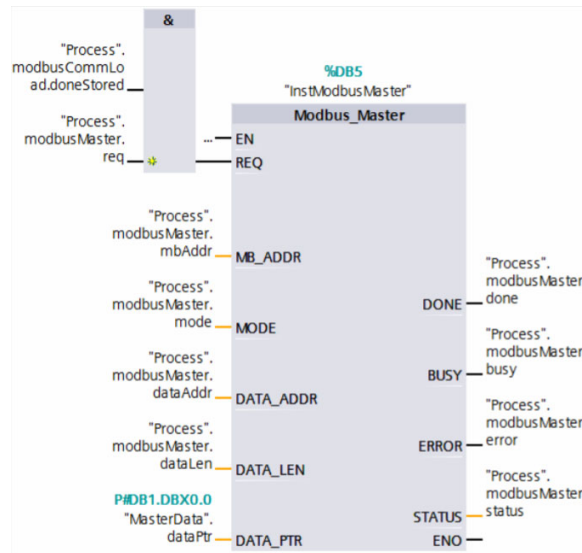 &
"Process".
modbusCommLo
ad.doneStored
"Process".
modbusMaster.
req
%DB5
"InstModbusMaster"
Modbus_Master
... EN
REQ
"Process".
modbusMaster.
mbAddr
MB_ADDR
"Process".
modbusMaster.
mode
MODE
"Process".
modbusMaster.
dataAddr
DATA_ADDR
"Process".
modbusMaster.
dataLen
DATA_LEN
P#DB1.DBX0.0
"MasterData".
dataPtr
DATA_PTR
"Process".
modbusMaster
done
DONE
"Process".
modbusMaster
busy
BUSY
"Process".
modbusMaster
error
ERROR
"Process".
modbusMaster
status
STATUS
ENO